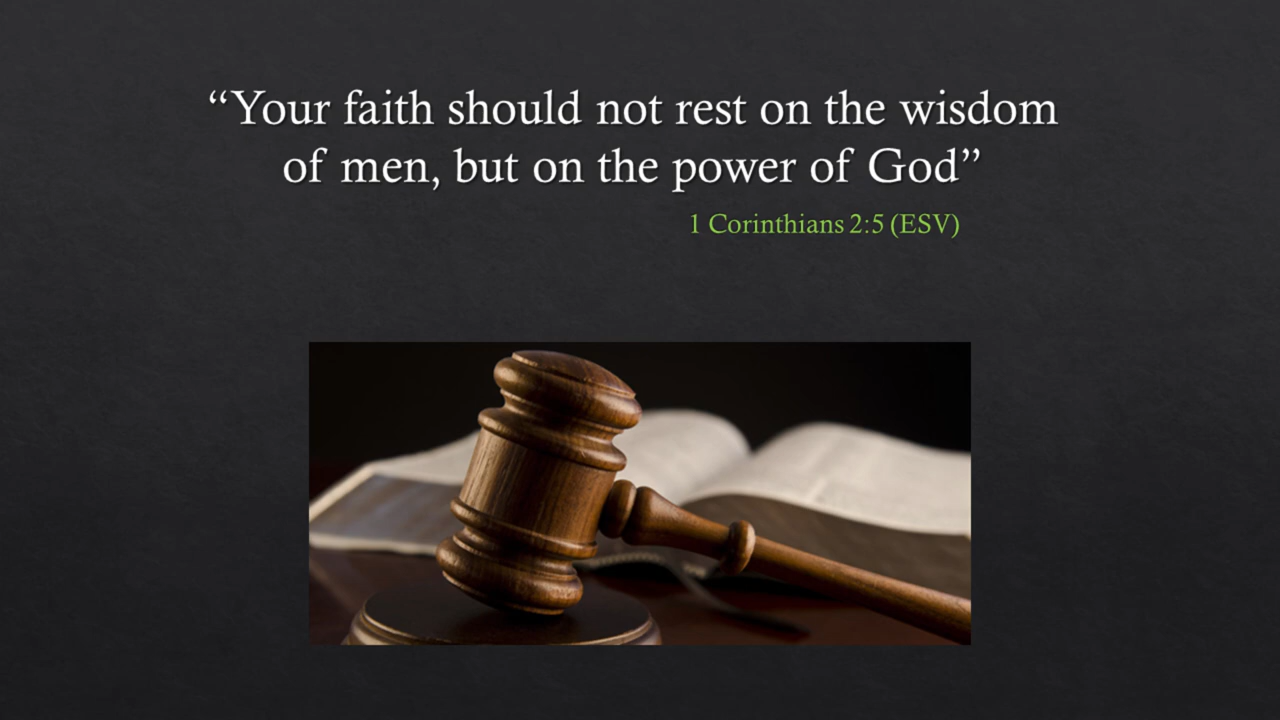 “Your faith should not rest on the wisdom
of men, but on the power of God”
1 Corinthians 2:5 (ESV)